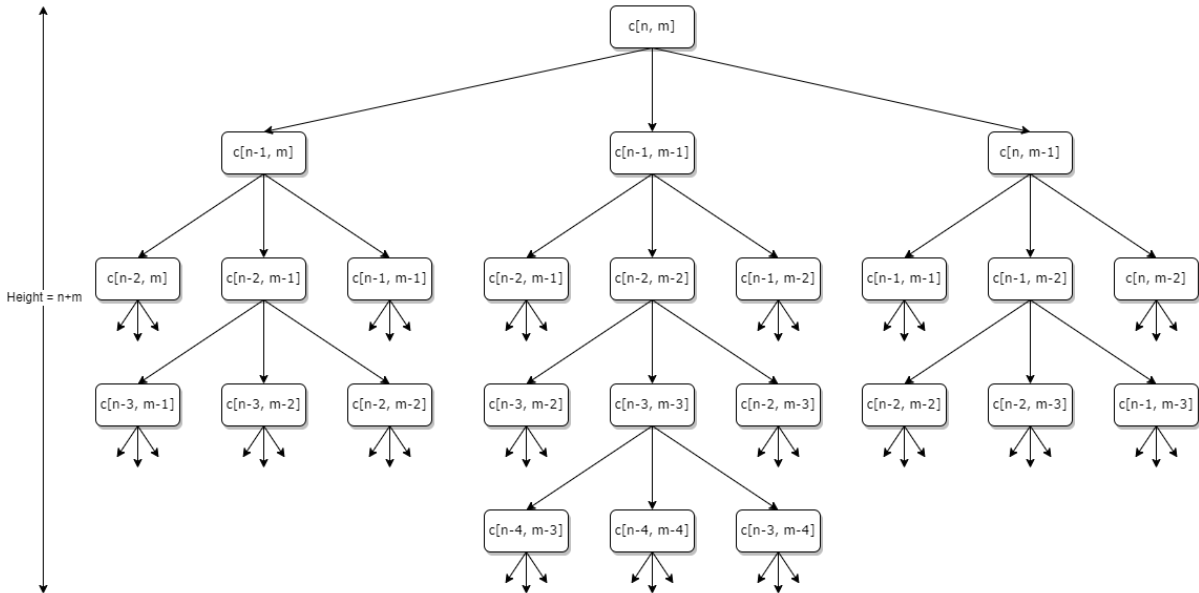 c[n, m]
c[n-1, m]
c[n-1, m-1]
c[n, m-1]
c[n-2, m]
c[n-2, m-1]
c[n-1, m-1]
c[n-2, m-1]
c[n-2, m-2]
c[n-1, m-2]
c[n-1, m-1]
c[n-1, m-2]
c[n, m-2]
Height = n+m
c[n-3, m-1]
c[n-3, m-2]
c[n-2, m-2]
c[n-3, m-2]
c[n-3, m-3]
c[n-2, m-3]
c[n-2, m-2]
c[n-2, m-3]
c[n-1, m-3]
c[n-4, m-3]
c[n-4, m-4]
c[n-3, m-4]